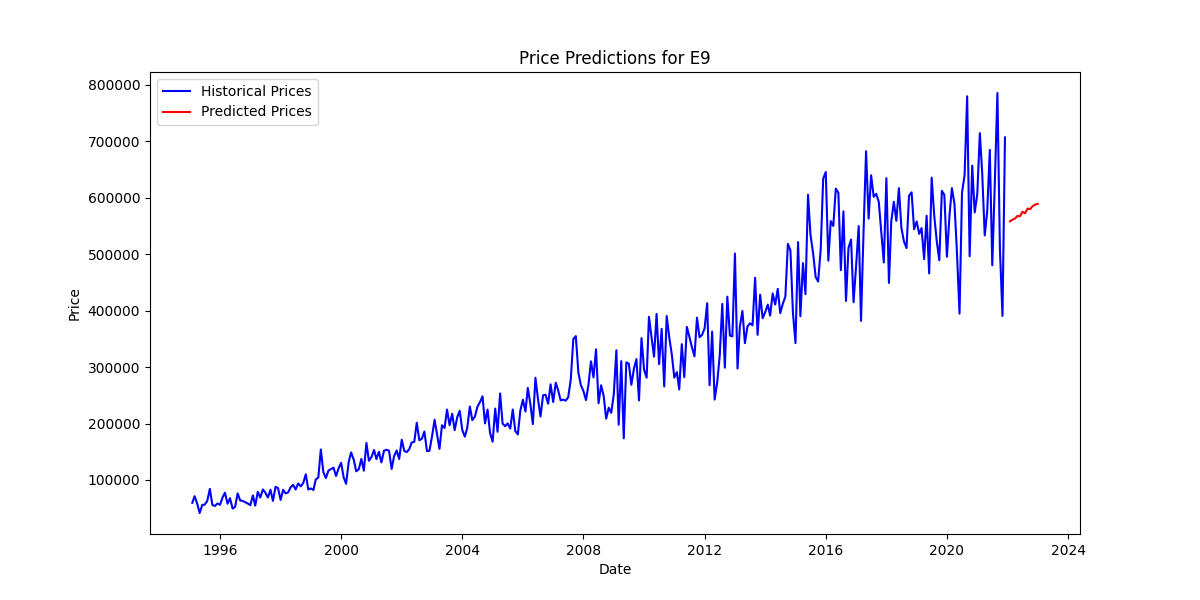 Price Predictions for E9
Historical Prices
Predicted Prices
800000
700000
600000
500000
400000
300000
200000
100000
Price
1996 2000 2004 2008 2012 2016 2020 2024
Date